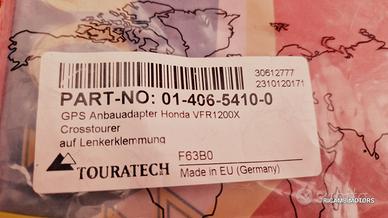 30612777
2310120171
PART-NO: 01-406-5410-0
GPS Anbauadapter Honda VFR1200X
Crosstourer
auf Lenkerklemmung
F63B0
TOURATECH
Made in EU (Germany)
TRICAMBIMOTORS